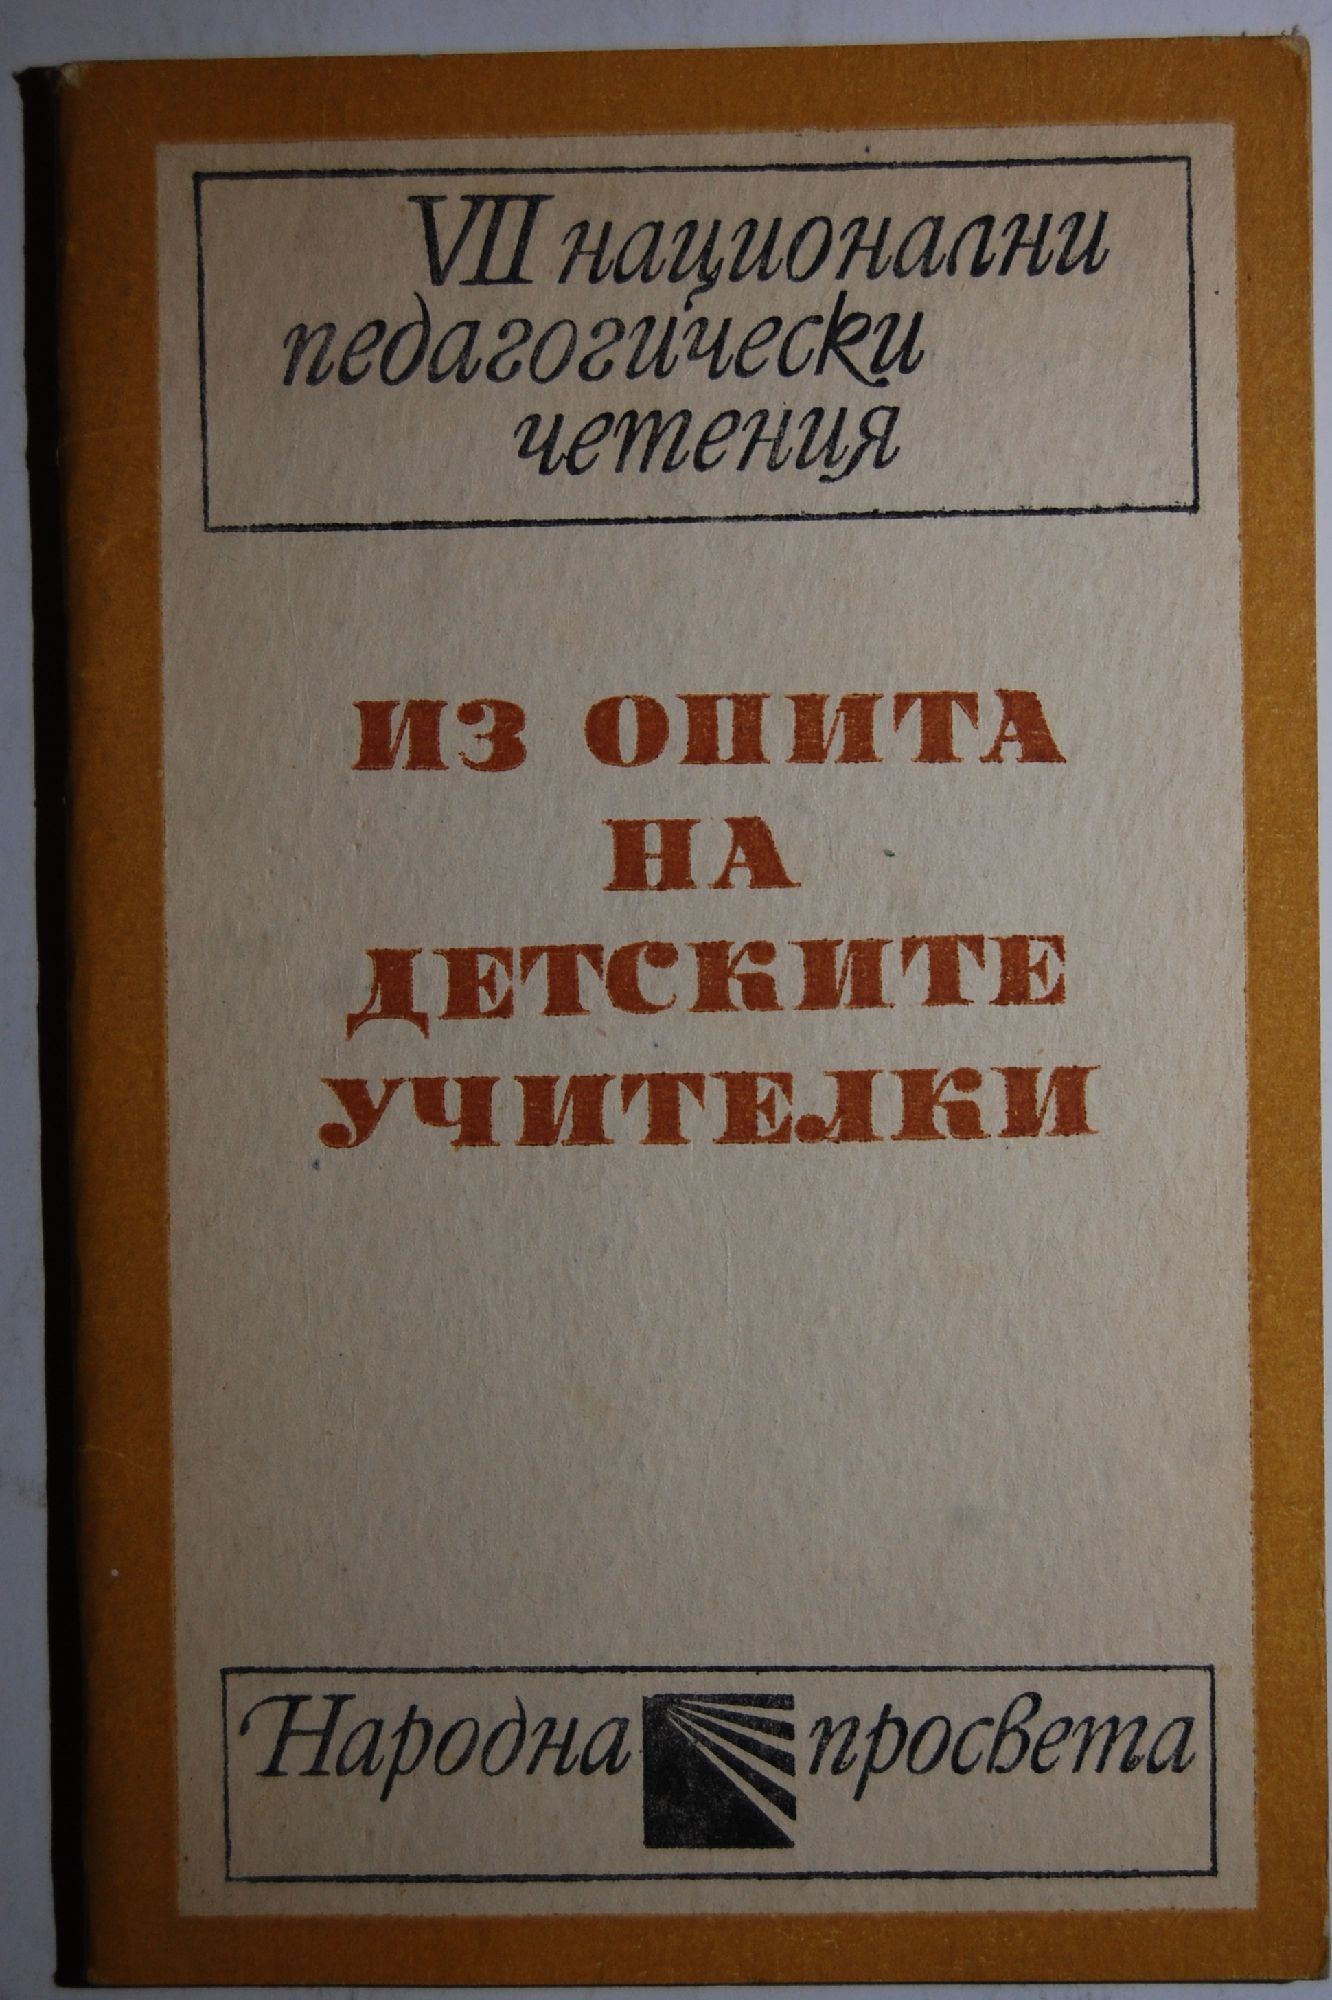 VII национални
педагогически
четения
ИЗ ОПИТА
НА
ДЕТСКИТЕ
УЧИТЕЛКИ
Народна просвета